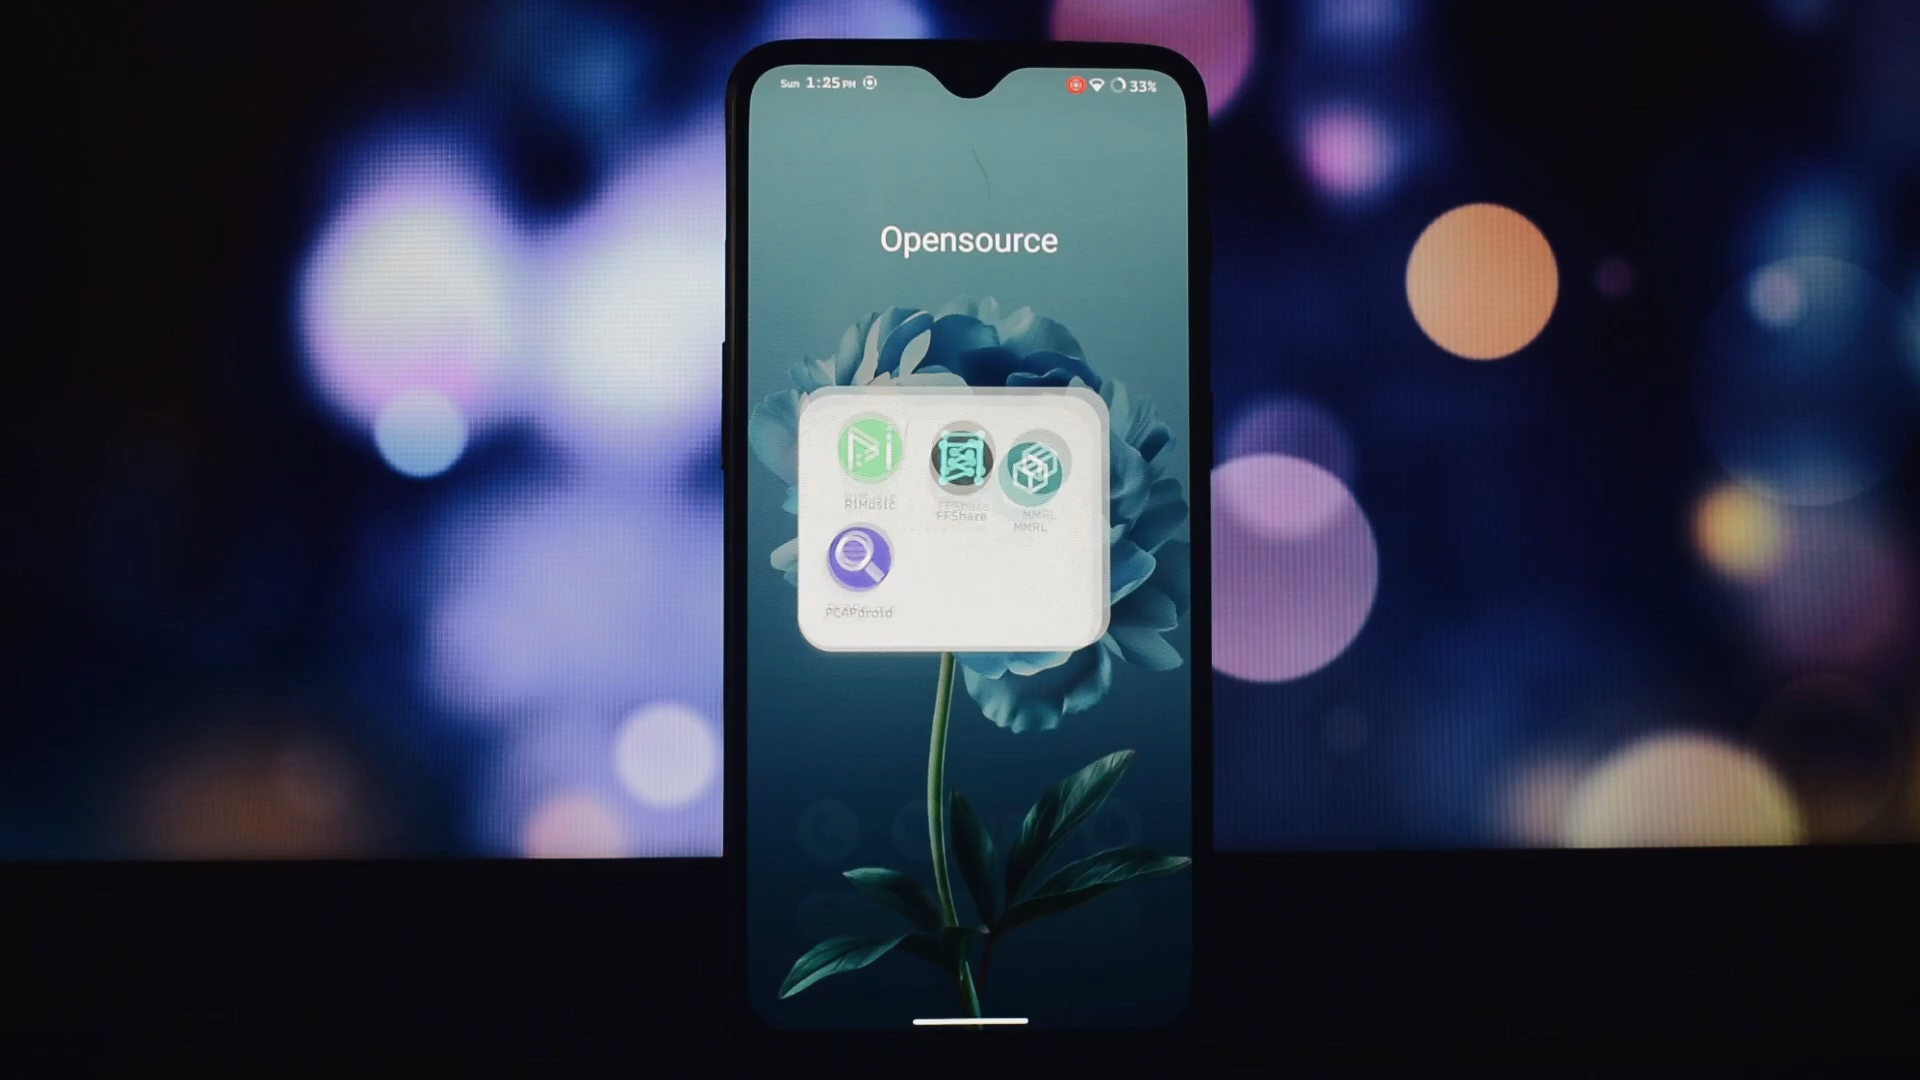 Sun 1:25 PM
33%
Opensource
RiMusic
FFShare
MMRL
PCAPdroid